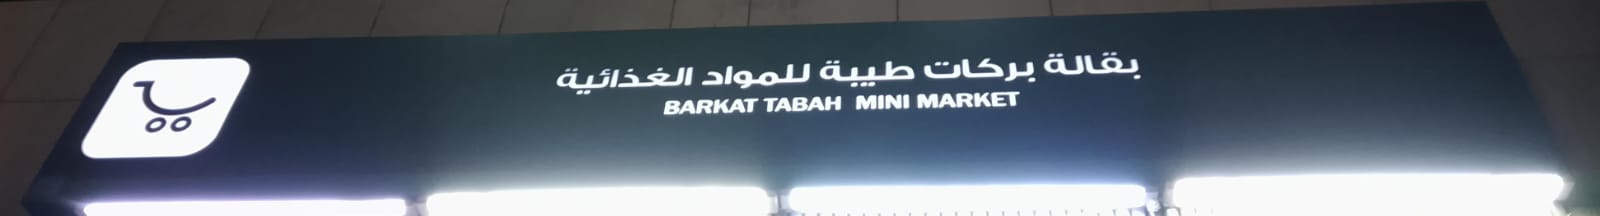 بقالة بركات طيبة للمواد الغذائية
BARKAT TABAH MINI MARKET